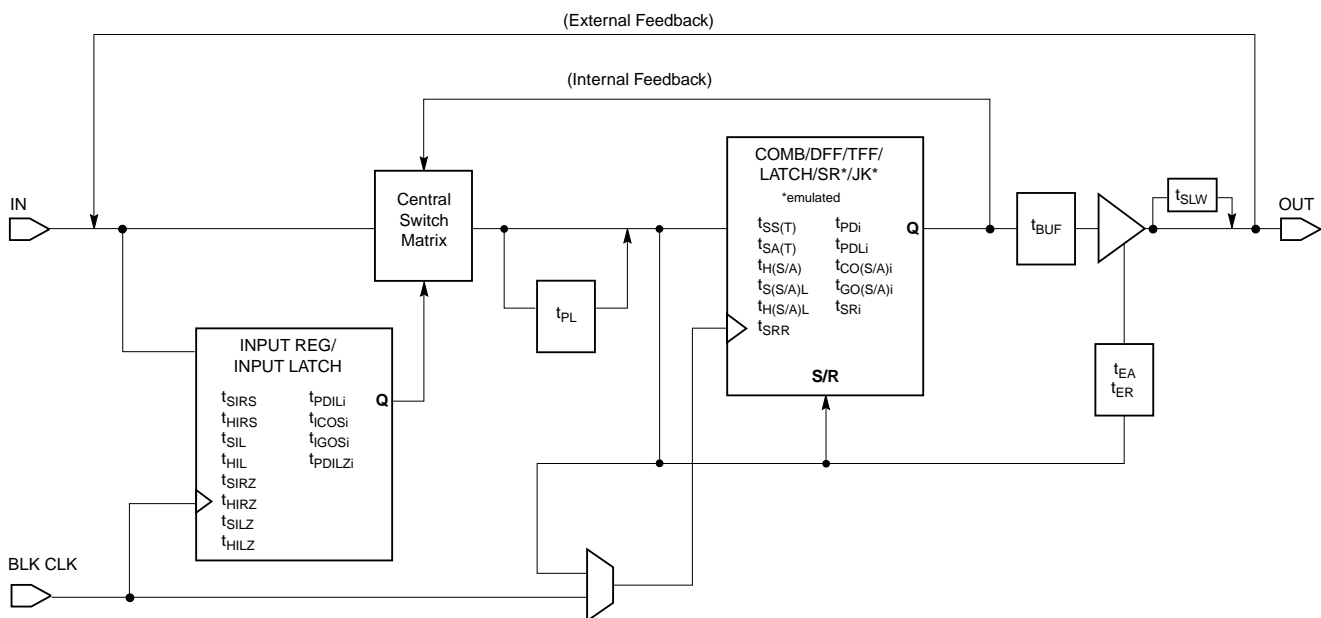 (External Feedback)
(Internal Feedback)
IN
Central
Switch
Matrix
tPL
COMB/DFF/TFF/
LATCH/SR*/JK*
*emulated
tSS(T) tPDi Q
tSA(T) tPDLi
tH(S/A) tCO(S/A)i
tS(S/A)L tGO(S/A)i
tH(S/A)L tSRi
tSRR
S/R
tBUF
tSLW
OUT
tEA
tER
INPUT REG/
INPUT LATCH
tSIRS tPDILi Q
tHIRS tICOSi
tSIL tIGOSi
tHIL tPDILZi
tSIRZ
tHIRZ
tSILZ
tHILZ
BLK CLK